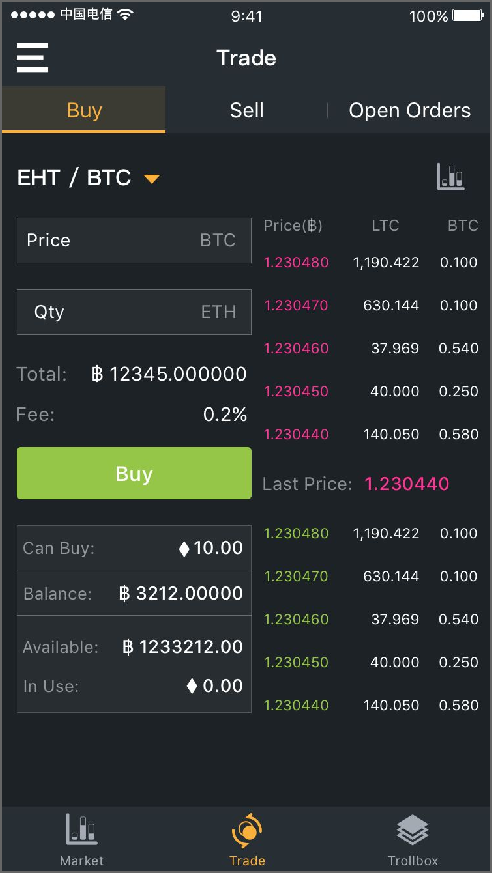 中国电信 9:41 100%
Trade
Buy Sell Open Orders
EHT / BTC
Price BTC
Qty ETH
Total: ฿ 12345.000000
Fee: 0.2%
Buy
Can Buy: 10.00
Balance: ฿ 3212.00000
Available: ฿ 1233212.00
In Use: 0.00
Price(฿) LTC BTC
1.230480 1,190.422 0.100
1.230470 630.144 0.100
1.230460 37.969 0.540
1.230450 40.000 0.250
1.230440 140.050 0.580
Last Price: 1.230440
1.230480 1,190.422 0.100
1.230470 630.144 0.100
1.230460 37.969 0.540
1.230450 40.000 0.250
1.230440 140.050 0.580
Market Trade Trollbox